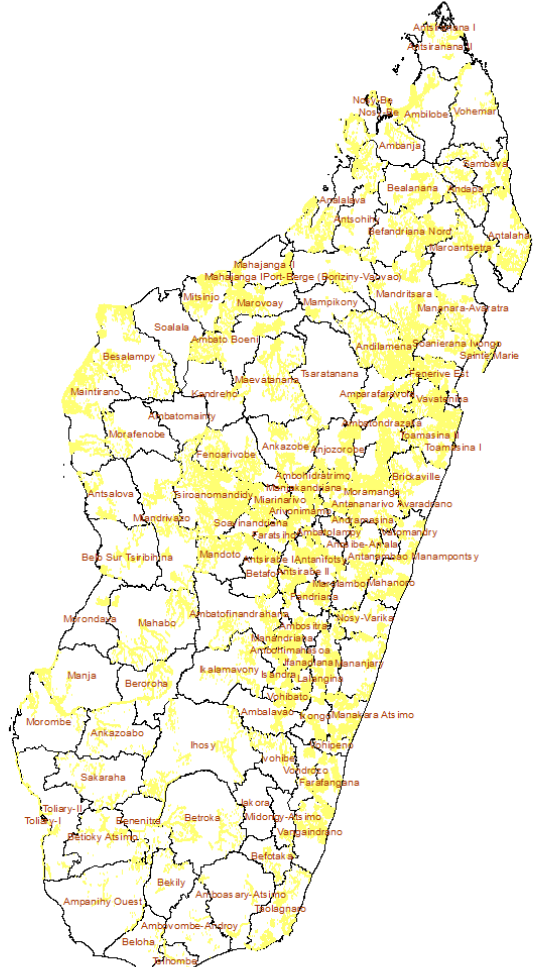 Antsiranana I
Antsiranana II
Nosy-Be
Nosy-Be
Ambilobe
Vohemar
Ambanja
Sambava
Bealanana
Andapa
Analalava
Antsohihy
Befandriana Nord
Antalaha
Maroantsetra
Mahajanga II
Mahajanga I
Port-Berge (Boriziny-Vaovao)
Mandritsara
Mitsinjo
Marovoay
Mampikony
Mananara-Avaratra
Soalala
Ambato Boeni
Andilamena
Soanierana Ivongo
Besalampy
Sainte Marie
Tsaratanana
Fenerive Est
Maevatanana
Maintirano
Kandreho
Amparafaravola
Vavatenina
Ambatomainty
Ambatondrazaka
Morafenobe
Toamasina II
Ankazobe
Anjozorobe
Toamasina I
Fenoarivobe
Ambohidratrimo
Brickaville
Manjakandriana
Antsalova
Tsiroanomandidy
Moramanga
Miarinarivo
Antananarivo Avaradrano
Arivonimamo
Miandrivazo
Soavinandriana
Andramasina
Faratsiho
Ambatolampy
Vatomandry
Belo Sur Tsiribihina
Mandoto
Antsirabe I
Antanifotsy
Antanambao Manampontsy
Betafo
Antsirabe II
Marolambo
Mahanoro
Fandriana
Morondava
Mahabo
Ambatofinandrahana
Nosy-Varika
Ambositra
Manandriana
Ambohimahasoa
Manja
Ikalamavony
Ifanadiana
Mananjary
Isandra
Lalangina
Beroroha
Vohibato
Morombe
Ambalavao
Ikongo
Manakara Atsimo
Ankazoabo
Ihosy
Vohipeno
Ivohibe
Sakaraha
Vondrozo
Farafangana
Toliary-II
Iakora
Toliary-I
Benenitra
Betroka
Midongy-Atsimo
Betioky Atsimo
Vangaindrano
Befotaka
Bekily
Ampanihy Ouest
Amboasary-Atsimo
Taolagnaro
Ambovombe-Androy
Beloha
Tsihombe